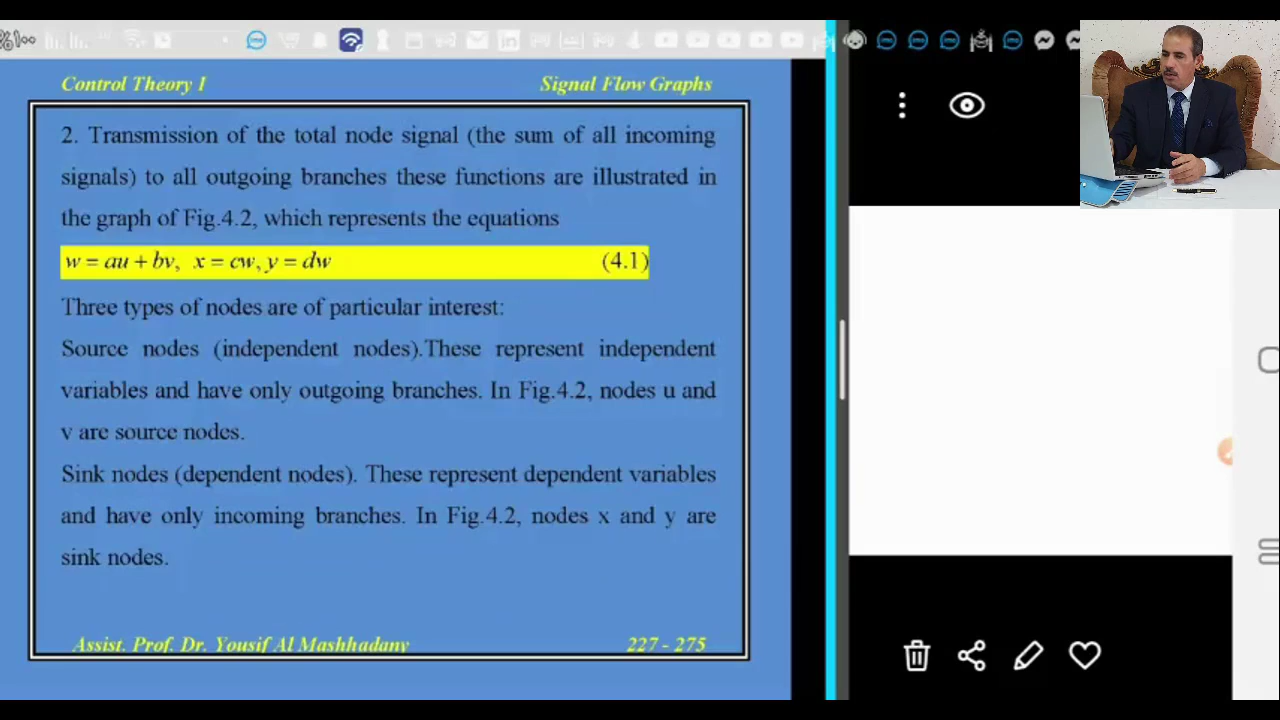 %100
Control Theory I Signal Flow Graphs
2. Transmission of the total node signal (the sum of all incoming
signals) to all outgoing branches these functions are illustrated in
the graph of Fig.4.2, which represents the equations
w = au + bv, x = cw, y = dw (4.1)
Three types of nodes are of particular interest:
Source nodes (independent nodes).These represent independent
variables and have only outgoing branches. In Fig.4.2, nodes u and
v are source nodes.
Sink nodes (dependent nodes). These represent dependent variables
and have only incoming branches. In Fig.4.2, nodes x and y are
sink nodes.
Assist. Prof. Dr. Yousif Al Mashhadany 227 - 275